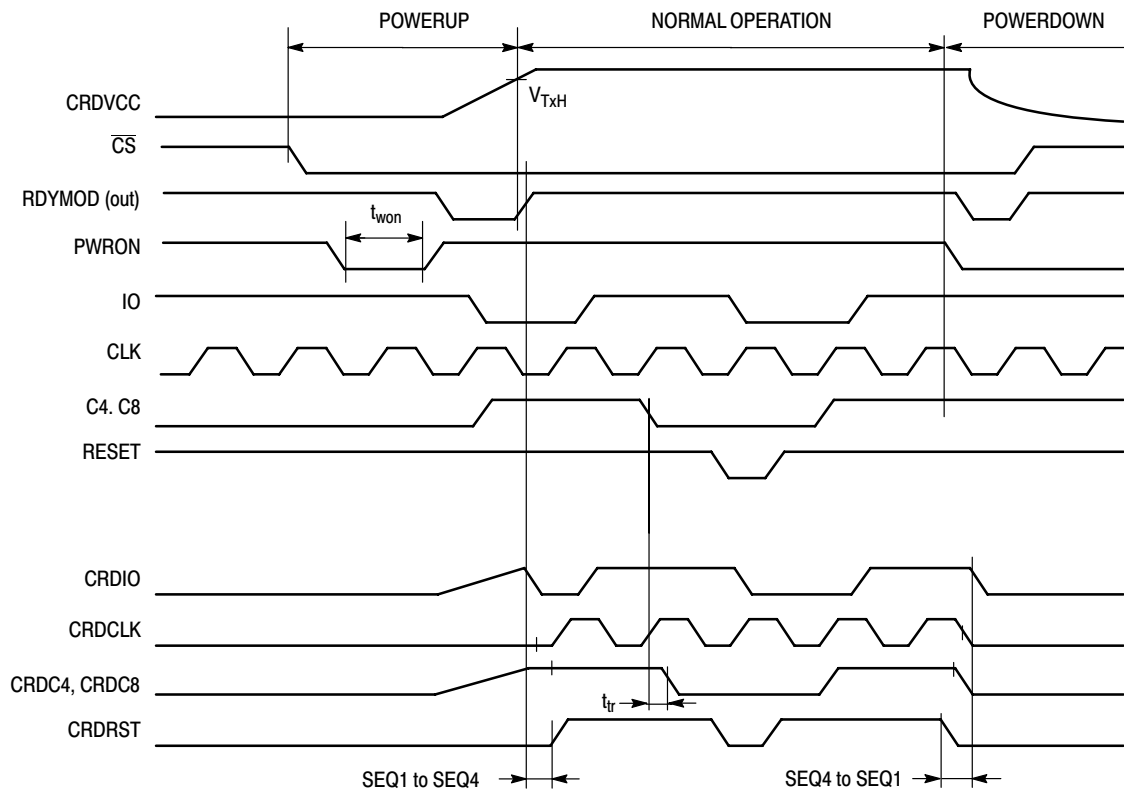 POWERUP NORMAL OPERATION POWERDOWN
CRDVCC
VTxH
CS
RDYMOD (out)
twon
PWRON
IO
CLK
C4. C8
RESET
CRDIO
CRDCLK
CRDC4, CRDC8
ttr
CRDRST
SEQ1 to SEQ4 SEQ4 to SEQ1